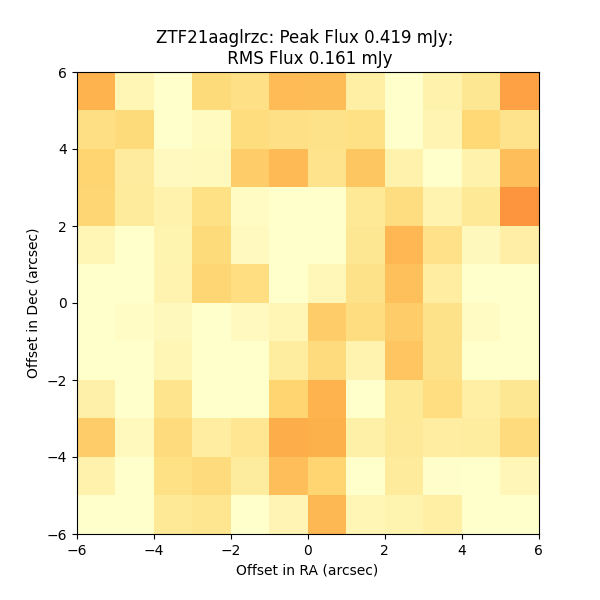 ZTF21aaglrzc: Peak Flux 0.419 mJy;
RMS Flux 0.161 mJy
6
4
2
0
−2
−4
−6
Offset in Dec (arcsec)
−6 −4 −2 0 2 4 6
Offset in RA (arcsec)